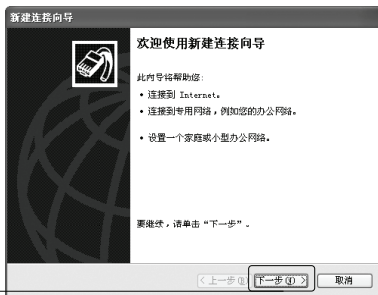 新建连接向导
欢迎使用新建连接向导
此向导将帮助您：
• 连接到 Internet。
• 连接到专用网络，例如您的办公网络。
• 设置一个家庭或小型办公网络。
要继续，请单击“下一步”。
<上一步(B) 下一步(N)> 取消